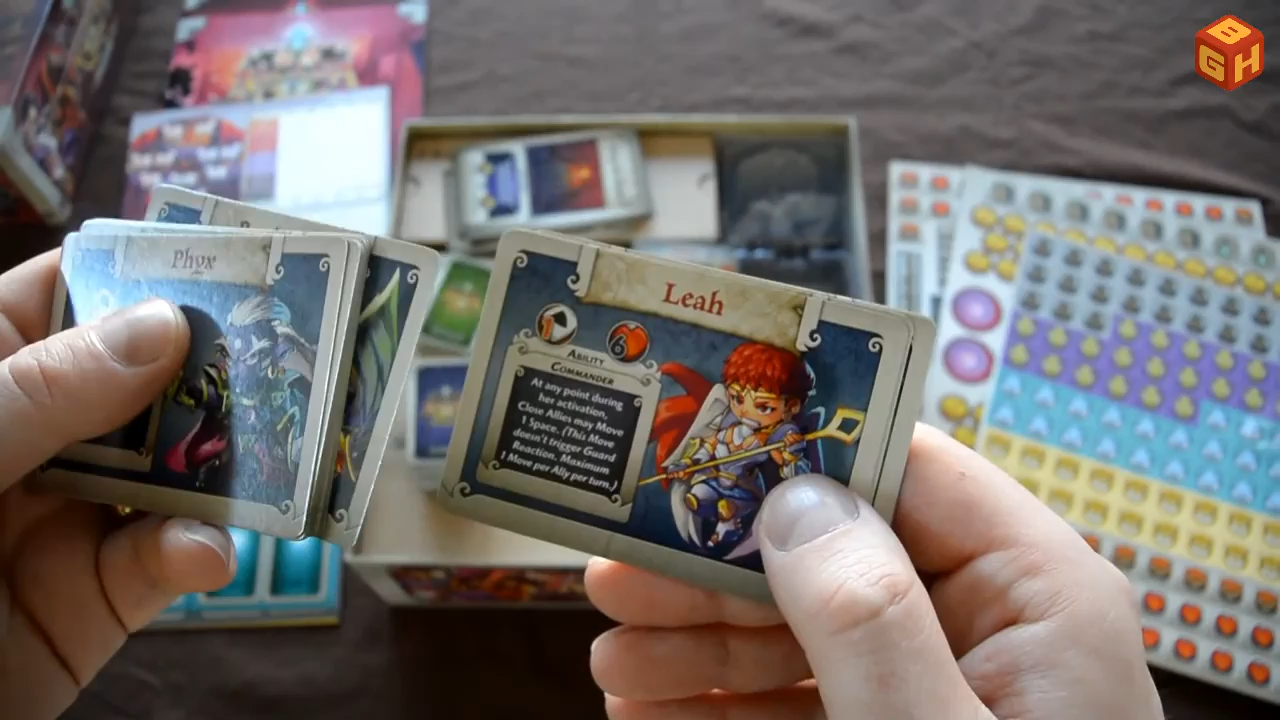 B
G H
Phyx
Leah
1
6
ABILITY
COMMANDER
At any point during
her activation,
Close Allies may Move
1 Space. (This Move
doesn't trigger Guard
Reaction. Maximum
1 Move per Ally per turn.)